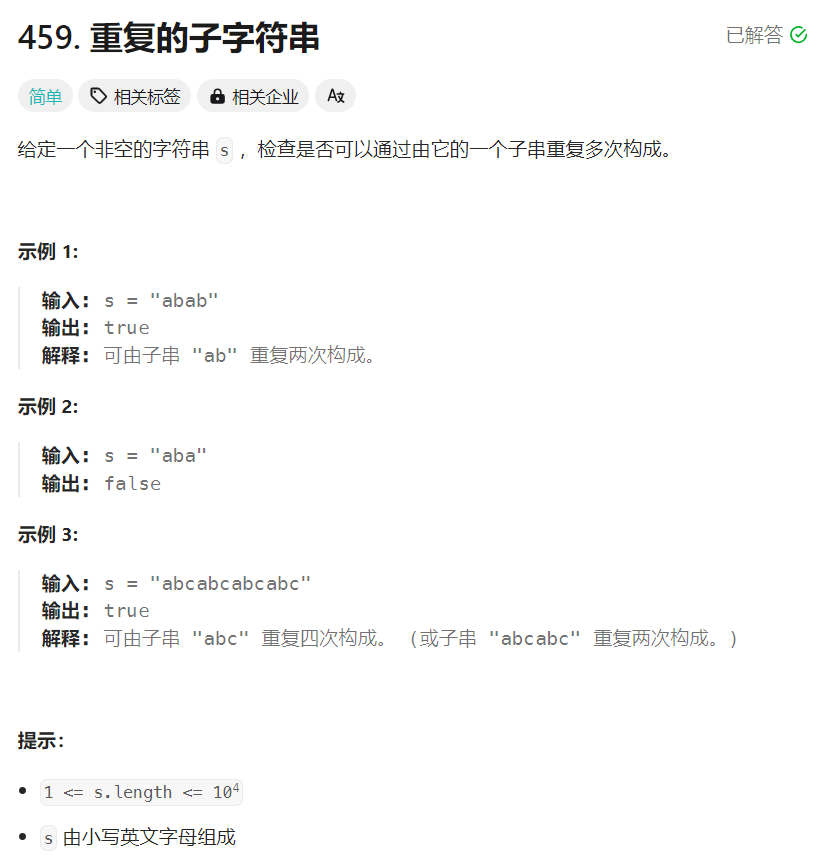 459. 重复的子字符串
已解答
简单
相关标签
相关企业
给定一个非空的字符串 s ，检查是否可以通过由它的一个子串重复多次构成。
示例 1:
输入: s = "abab"
输出: true
解释: 可由子串 "ab" 重复两次构成。
示例 2:
输入: s = "aba"
输出: false
示例 3:
输入: s = "abcabcabcabc"
输出: true
解释: 可由子串 "abc" 重复四次构成。 (或子串 "abcabc" 重复两次构成。)
提示：
• 1 <= s.length <= 10⁴
• s 由小写英文字母组成